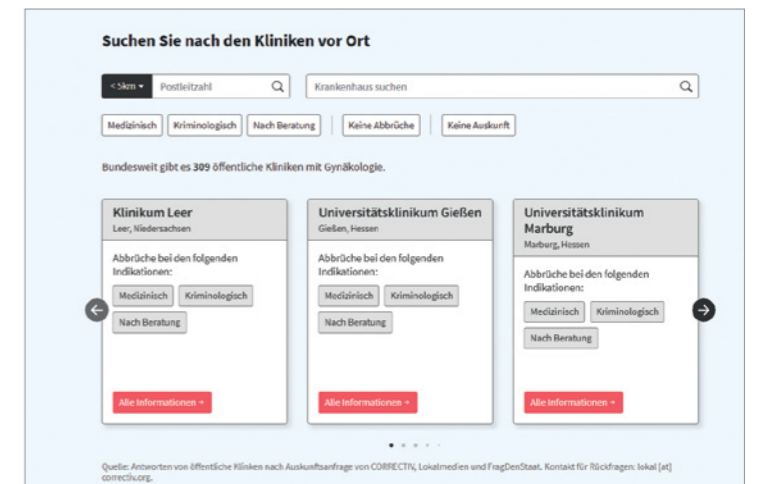 Suchen Sie nach den Kliniken vor Ort
< 5km Postleitzahl Krankenhaus suchen
Medizinisch Kriminologisch Nach Beratung Keine Abbrüche Keine Auskunft
Bundesweit gibt es 309 öffentliche Kliniken mit Gynäkologie.
Klinikum Leer
Leer, Niedersachsen
Abbrüche bei den folgenden
Indikationen:
Medizinisch Kriminologisch
Nach Beratung
Alle Informationen →
Universitätsklinikum Gießen
Gießen, Hessen
Abbrüche bei den folgenden
Indikationen:
Medizinisch Kriminologisch
Nach Beratung
Alle Informationen →
Universitätsklinikum
Marburg
Marburg, Hessen
Abbrüche bei den folgenden
Indikationen:
Medizinisch Kriminologisch
Nach Beratung
Alle Informationen →
Quelle: Antworten von öffentliche Kliniken nach Auskunftsanfrage von CORRECTIV, Lokalmedien und FragDenStaat. Kontakt für Rückfragen: lokal [at]
correctiv.org.